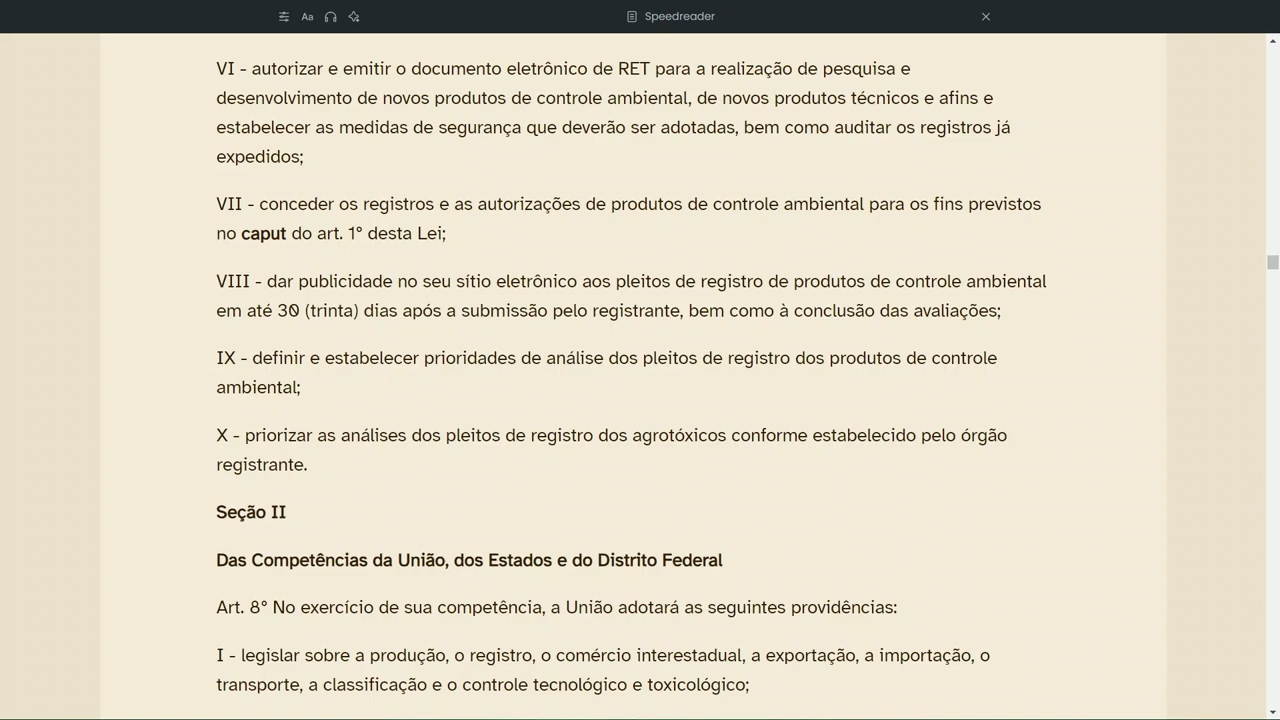 Aa
Speedreader
VI - autorizar e emitir o documento eletrônico de RET para a realização de pesquisa e
desenvolvimento de novos produtos de controle ambiental, de novos produtos técnicos e afins e
estabelecer as medidas de segurança que deverão ser adotadas, bem como auditar os registros já
expedidos;
VII - conceder os registros e as autorizações de produtos de controle ambiental para os fins previstos
no caput do art. 1º desta Lei;
VIII - dar publicidade no seu sítio eletrônico aos pleitos de registro de produtos de controle ambiental
em até 30 (trinta) dias após a submissão pelo registrante, bem como à conclusão das avaliações;
IX - definir e estabelecer prioridades de análise dos pleitos de registro dos produtos de controle
ambiental;
X - priorizar as análises dos pleitos de registro dos agrotóxicos conforme estabelecido pelo órgão
registrante.
Seção II
Das Competências da União, dos Estados e do Distrito Federal
Art. 8º No exercício de sua competência, a União adotará as seguintes providências:
I - legislar sobre a produção, o registro, o comércio interestadual, a exportação, a importação, o
transporte, a classificação e o controle tecnológico e toxicológico;